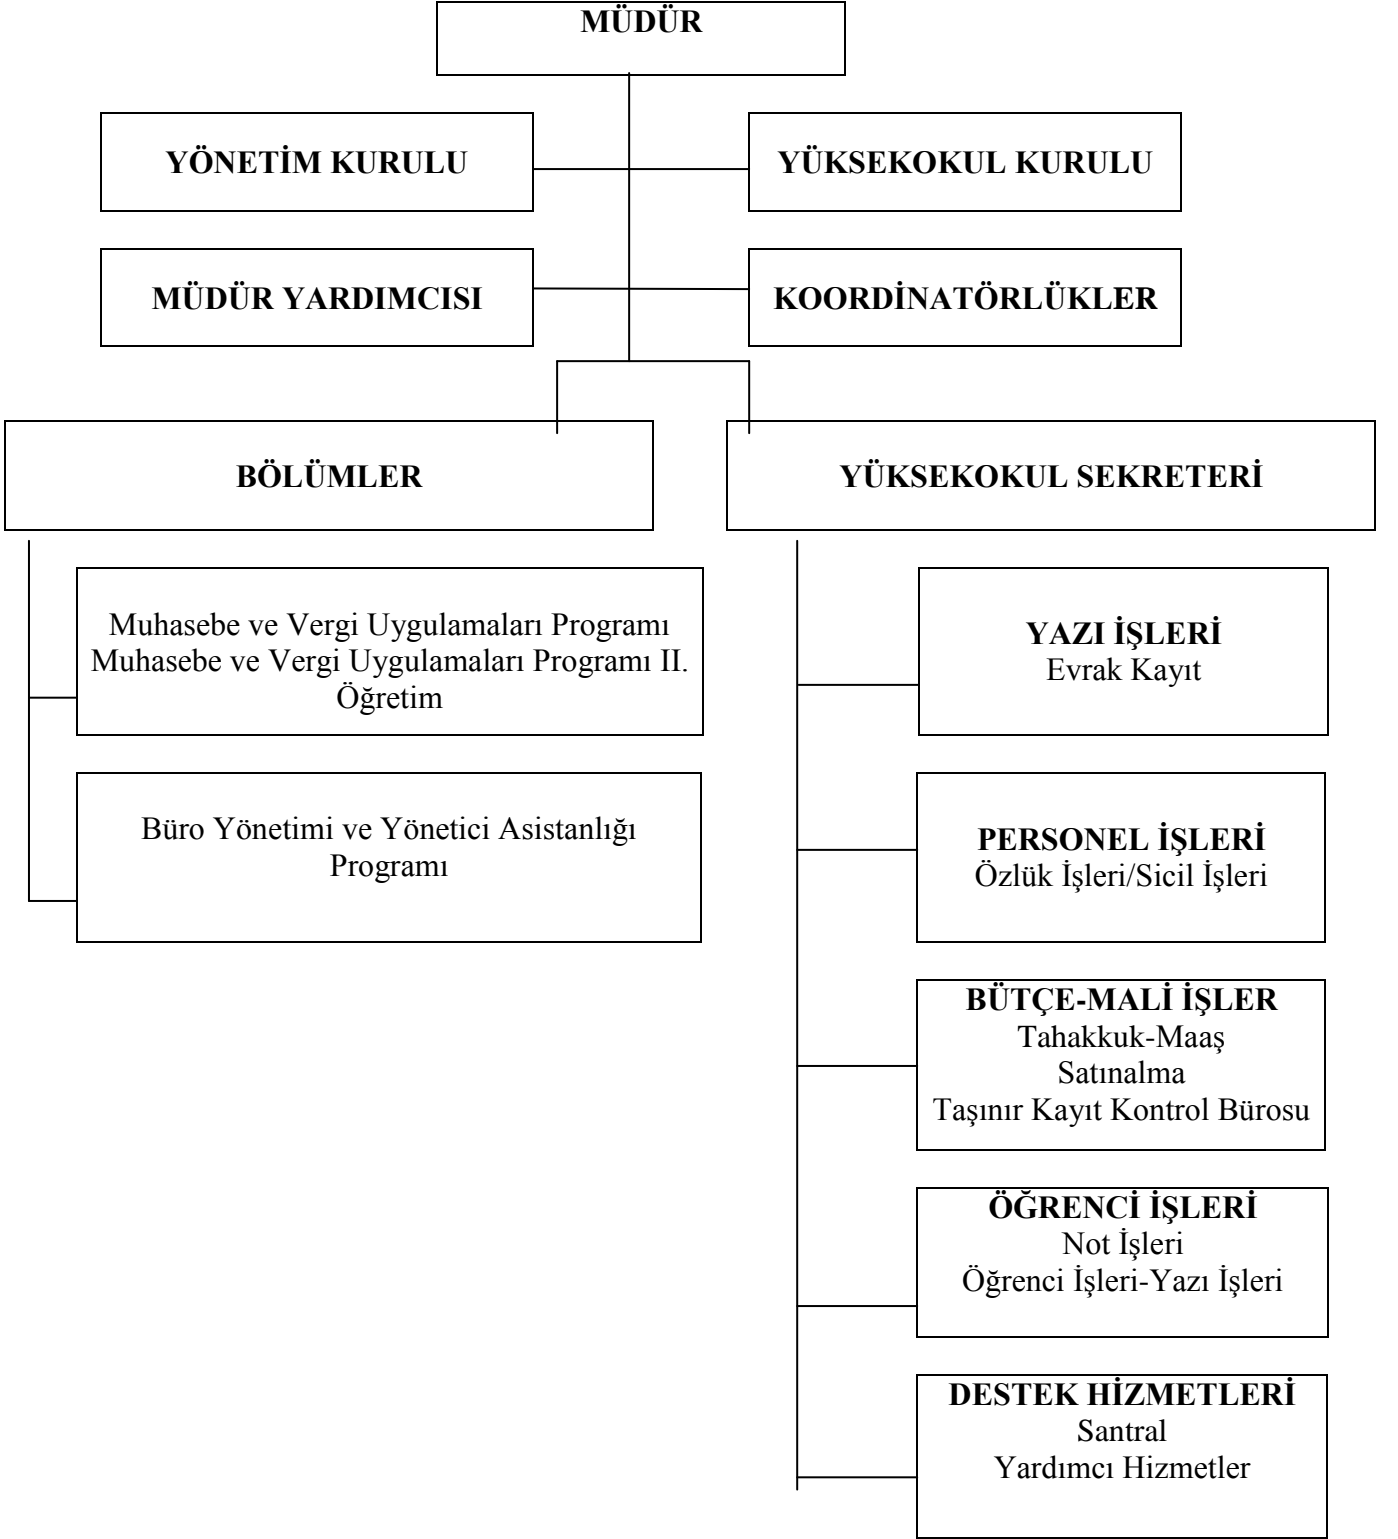 MÜDÜR
YÖNETİM KURULU
YÜKSEKOKUL KURULU
MÜDÜR YARDIMCISI
KOORDİNATÖRLÜKLER
BÖLÜMLER
YÜKSEKOKUL SEKRETERİ
Muhasebe ve Vergi Uygulamaları Programı
Muhasebe ve Vergi Uygulamaları Programı II.
Öğretim
Büro Yönetimi ve Yönetici Asistanlığı
Programı
YAZI İŞLERİ
Evrak Kayıt
PERSONEL İŞLERİ
Özlük İşleri/Sicil İşleri
BÜTÇE-MALİ İŞLER
Tahakkuk-Maaş
Satınalma
Taşınır Kayıt Kontrol Bürosu
ÖĞRENCİ İŞLERİ
Not İşleri
Öğrenci İşleri-Yazı İşleri
DESTEK HİZMETLERİ
Santral
Yardımcı Hizmetler